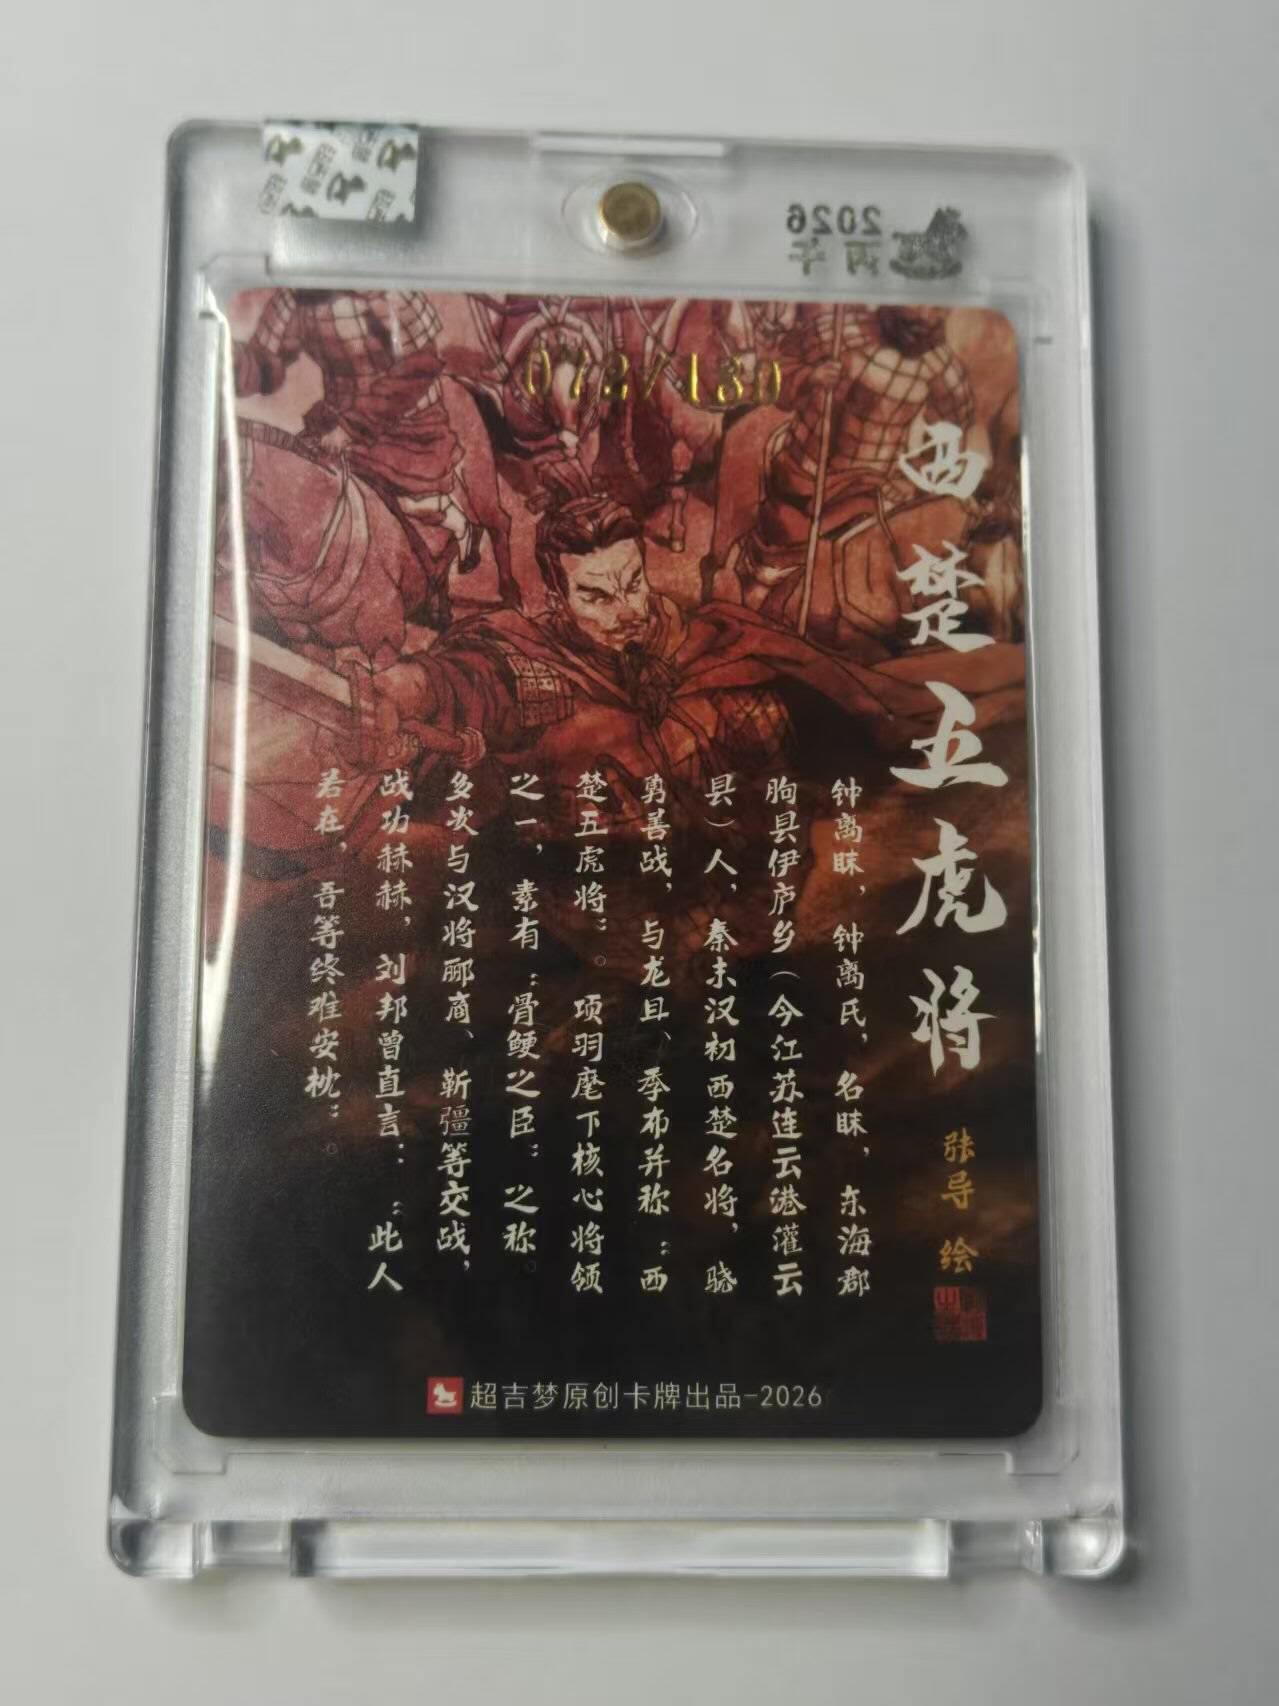 2026
丙午
072/130
西楚五虎将
张导 绘
钟离昧，钟离氏，名昧，东海郡
朐县伊庐乡（今江苏连云港灌云
县）人，秦末汉初西楚名将，骁
勇善战，与龙且、季布并称：西
楚五虎将：。项羽麾下核心将领
之一，素有：骨鲠之臣：之称。
多次与汉将郦商、靳彊等交战，
战功赫赫，刘邦曾直言：：此人
若在，吾等终难安枕：。
超吉梦原创卡牌出品-2026